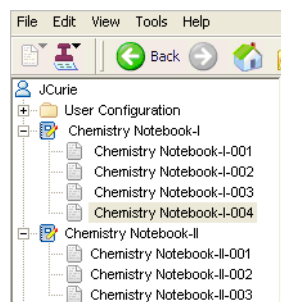 File Edit View Tools Help
Back
JCurie
User Configuration
Chemistry Notebook-I
Chemistry Notebook-I-001
Chemistry Notebook-I-002
Chemistry Notebook-I-003
Chemistry Notebook-I-004
Chemistry Notebook-II
Chemistry Notebook-II-001
Chemistry Notebook-II-002
Chemistry Notebook-II-003